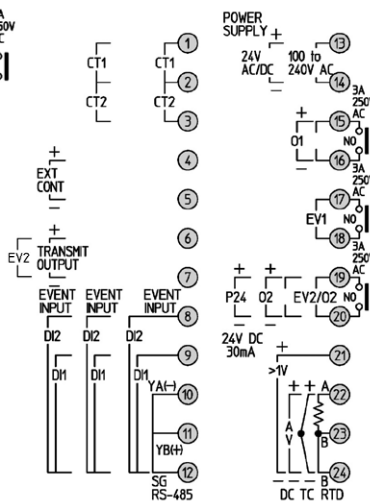 A
50V
C
CT1 CT1 1
2
CT2 CT2
3
+
EXT
CONT
4
–
5
+
EV2 TRANSMIT
OUTPUT
6
–
7
EVENT INPUT EVENT INPUT EVENT INPUT
8
DI2 DI2 DI2
9
DI1 DI1 DI1
YA(-) 10
11
YB(+)
12
SG
RS-485
POWER
SUPPLY + 13
24V 100 to
AC/DC 240V AC
– 14
3A
250V
AC
+ 15
O1 NO
– 16
3A
250V
AC
17
EV1 NO
18
3A
250V
AC
+ + 19
P24 O2 EV2/O2 NO
– – 20
24V DC
30mA
+ 21
>1V
+ + A 22
A
V B 23
– – B 24
DC TC RTD